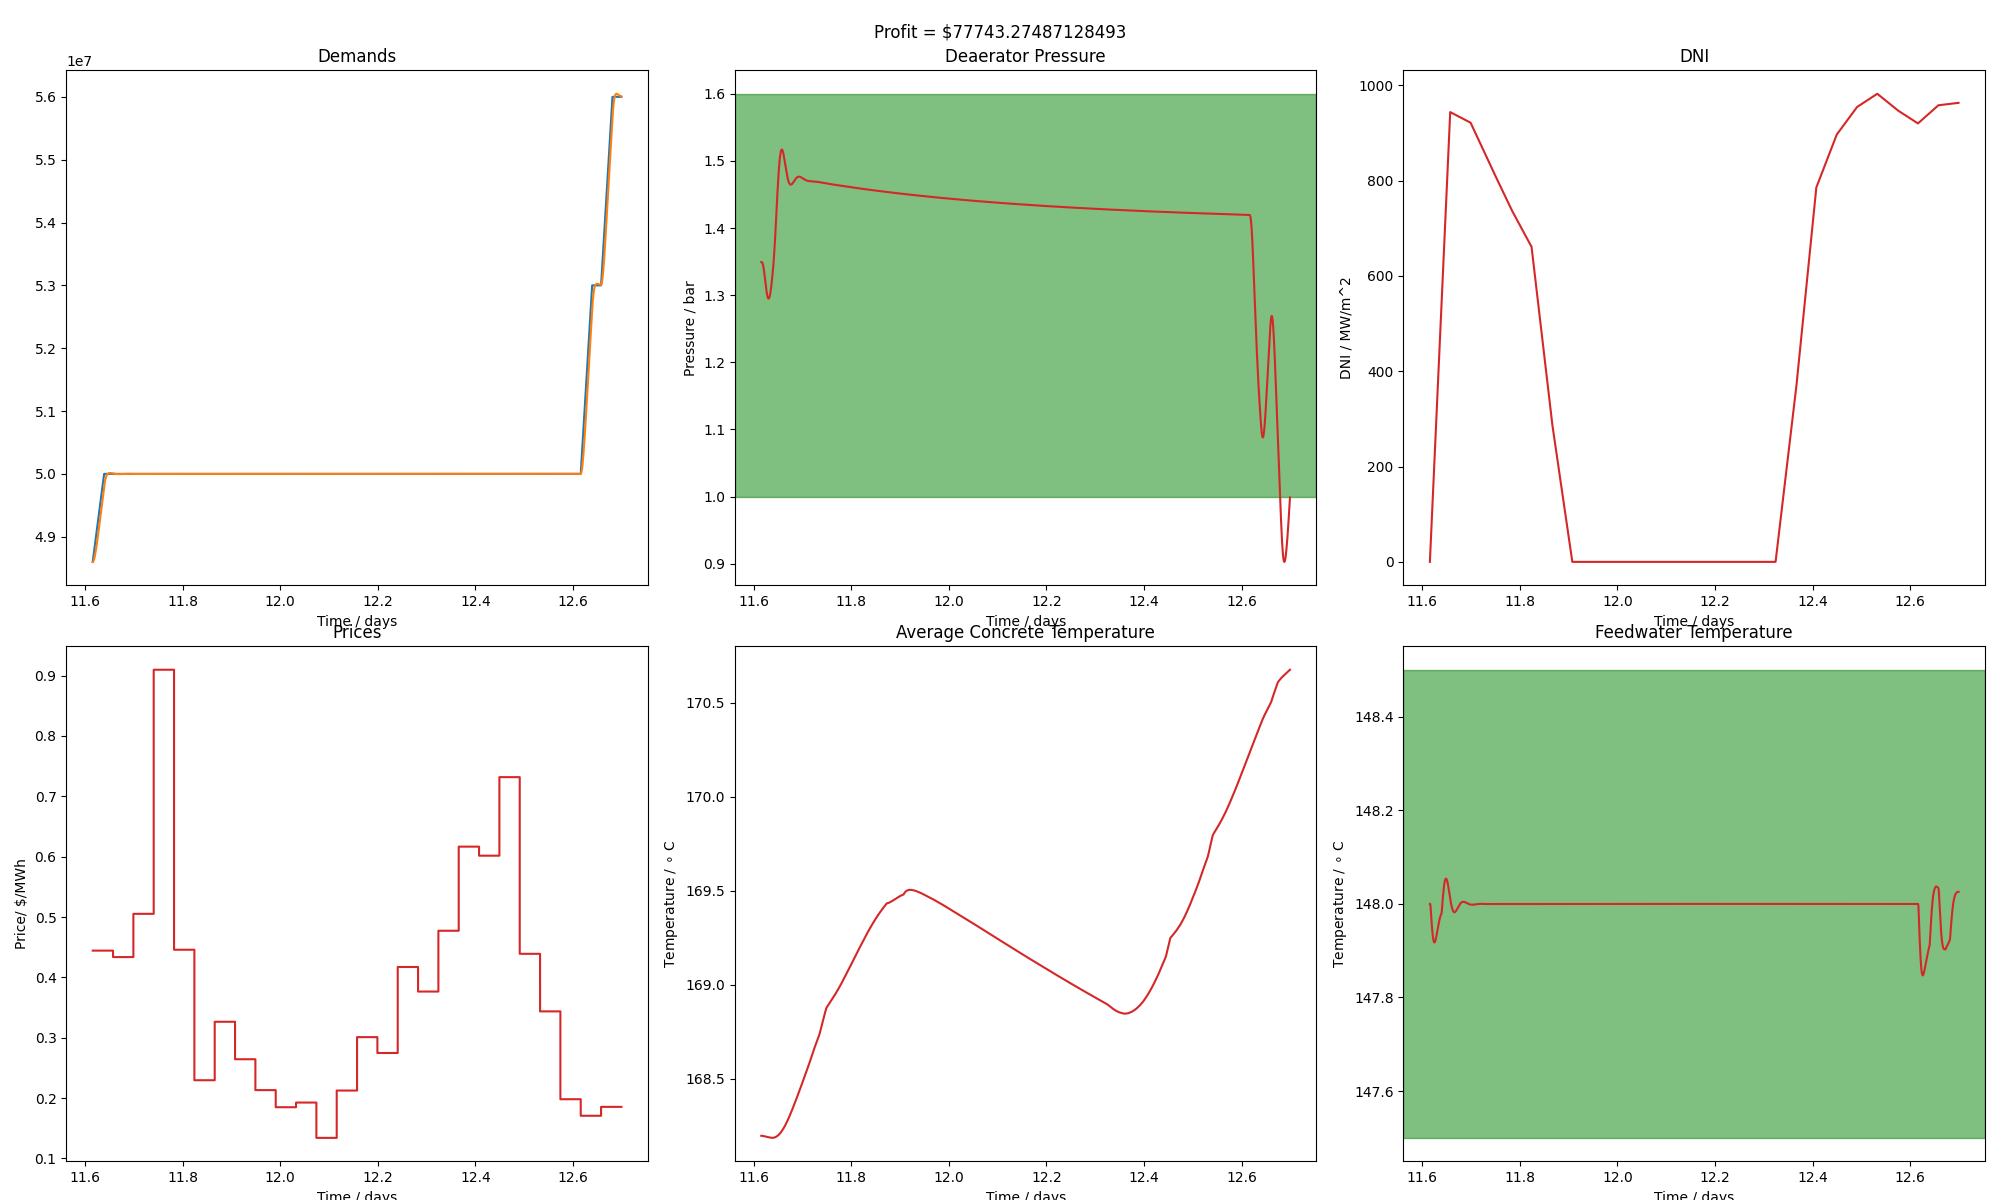 Profit = $77743.27487128493
Demands
1e7
5.6
5.5
5.4
5.3
5.2
5.1
5.0
4.9
11.6 11.8 12.0 12.2 12.4 12.6
Time / days
Deaerator Pressure
Pressure / bar
1.6
1.5
1.4
1.3
1.2
1.1
1.0
0.9
11.6 11.8 12.0 12.2 12.4 12.6
Time / days
DNI
DNI / MW/m^2
1000
800
600
400
200
0
11.6 11.8 12.0 12.2 12.4 12.6
Time / days
Prices
Price/ $/MWh
0.9
0.8
0.7
0.6
0.5
0.4
0.3
0.2
0.1
11.6 11.8 12.0 12.2 12.4 12.6
Time / days
Average Concrete Temperature
Temperature / ∘ C
170.5
170.0
169.5
169.0
168.5
11.6 11.8 12.0 12.2 12.4 12.6
Time / days
Feedwater Temperature
Temperature / ∘ C
148.4
148.2
148.0
147.8
147.6
11.6 11.8 12.0 12.2 12.4 12.6
Time / days